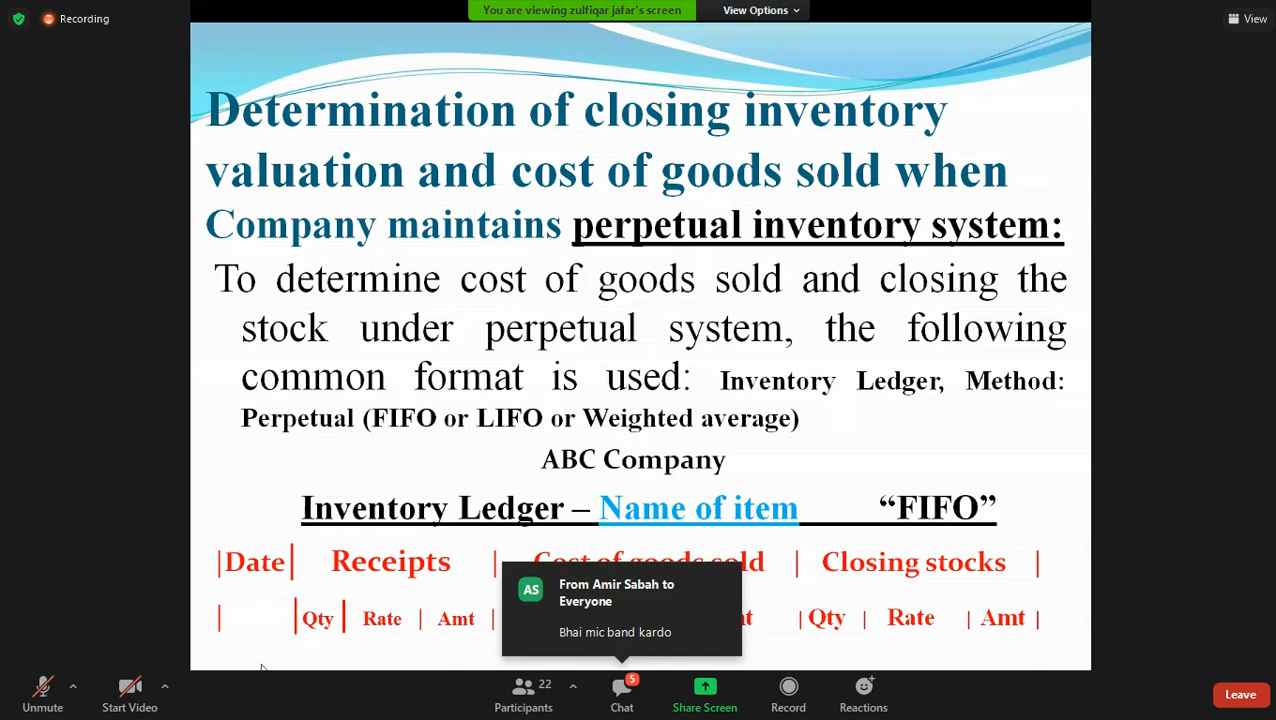 Recording
You are viewing zulfiqar jafar's screen
View Options
View
Determination of closing inventory
valuation and cost of goods sold when
Company maintains perpetual inventory system:
To determine cost of goods sold and closing the
stock under perpetual system, the following
common format is used: Inventory Ledger, Method:
Perpetual (FIFO or LIFO or Weighted average)
ABC Company
Inventory Ledger – Name of item “FIFO”
|Date| Receipts | Cost of goods sold | Closing stocks |
| |Qty | Rate | Amt | |Qty | Rate | Amt |
AS
From Amir Sabah to
Everyone
Bhai mic band kardo
Unmute
Start Video
22
Participants
5
Chat
Share Screen
Record
Reactions
Leave